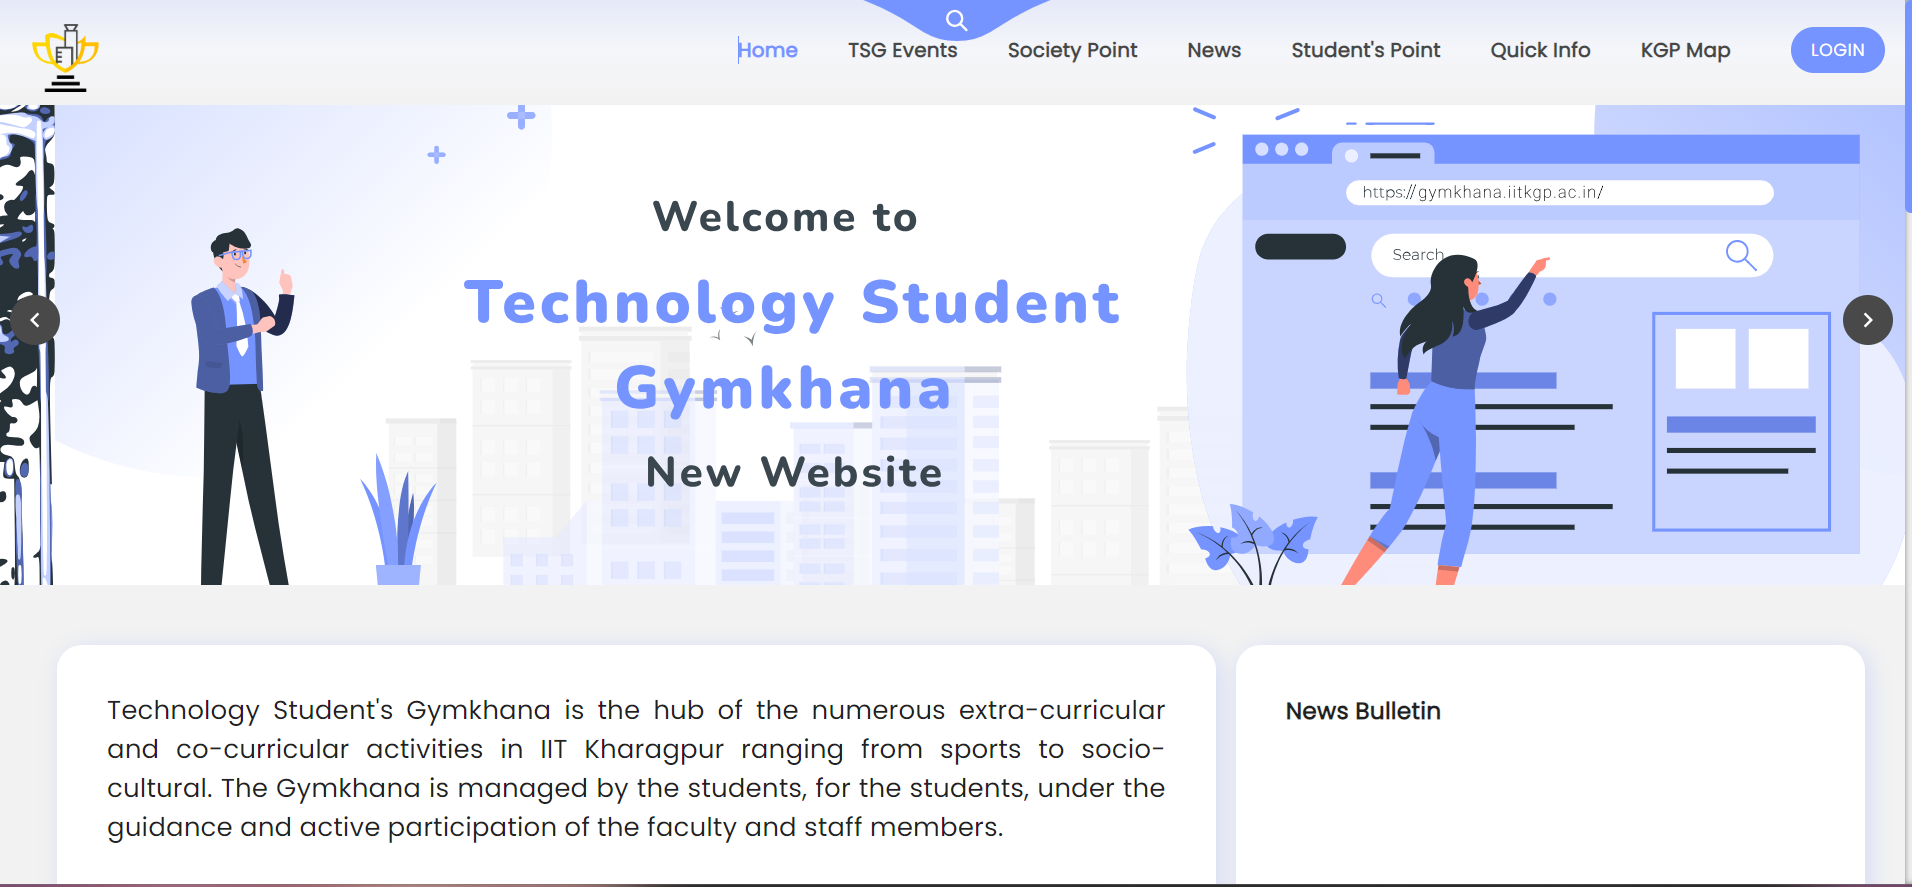 Home TSG Events Society Point News Student's Point Quick Info KGP Map LOGIN
Welcome to
Technology Student
Gymkhana
New Website
https://gymkhana.iitkgp.ac.in/
Search
Technology Student's Gymkhana is the hub of the numerous extra-curricular
and co-curricular activities in IIT Kharagpur ranging from sports to socio-
cultural. The Gymkhana is managed by the students, for the students, under the
guidance and active participation of the faculty and staff members.
News Bulletin